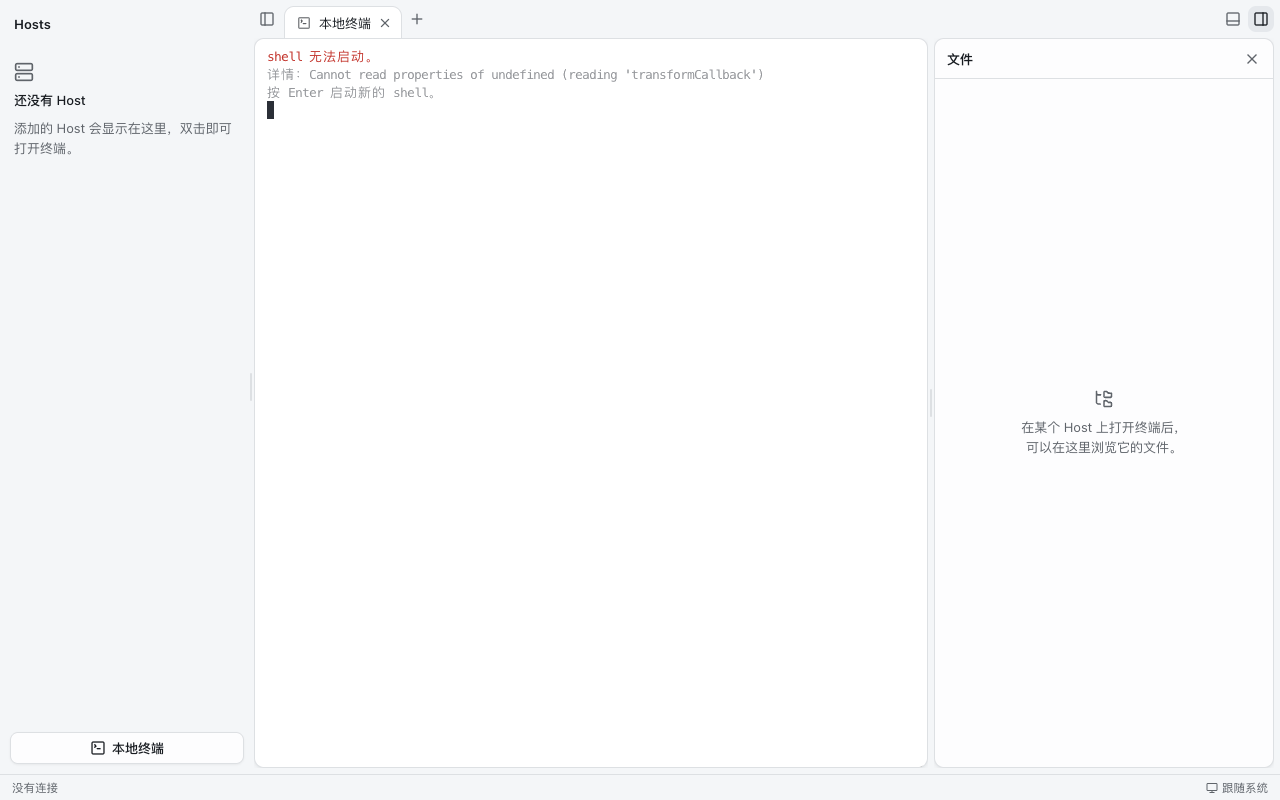 Hosts
还没有 Host
添加的 Host 会显示在这里，双击即可
打开终端。
本地终端
没有连接
本地终端
shell 无法启动。
详情：Cannot read properties of undefined (reading 'transformCallback')
按 Enter 启动新的 shell。
文件
在某个 Host 上打开终端后，
可以在这里浏览它的文件。
跟随系统